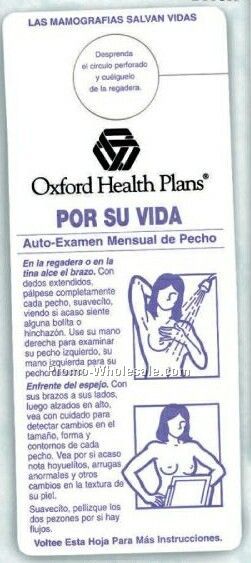 LAS MAMOGRAFIAS SALVAN VIDAS
Desprenda
el círculo perforado
y cuélguelo
de la regadera.
Oxford Health Plans®
POR SU VIDA
Auto-Examen Mensual de Pecho
En la regadera o en la
tina alce el brazo. Con
dedos extendidos,
pálpese completamente
cada pecho, suavecito,
viendo si acaso siente
alguna bolita o
hinchazón. Use su mano
derecha para examinar
su pecho izquierdo, su
mano izquierda para su
pecho
Promo-Wholesale.com
Enfrente del espejo. Con
sus brazos a sus lados,
luego alzados en alto,
vea con cuidado para
detectar cambios en el
tamaño, forma y
contornos de cada
pecho. Vea por si acaso
nota hoyuelitos, arrugas
anormales y otros
cambios en la textura de
su piel.
Suavecito, pellizque los
dos pezones por si hay
flujos.
Voltee Esta Hoja Para Más Instrucciones.